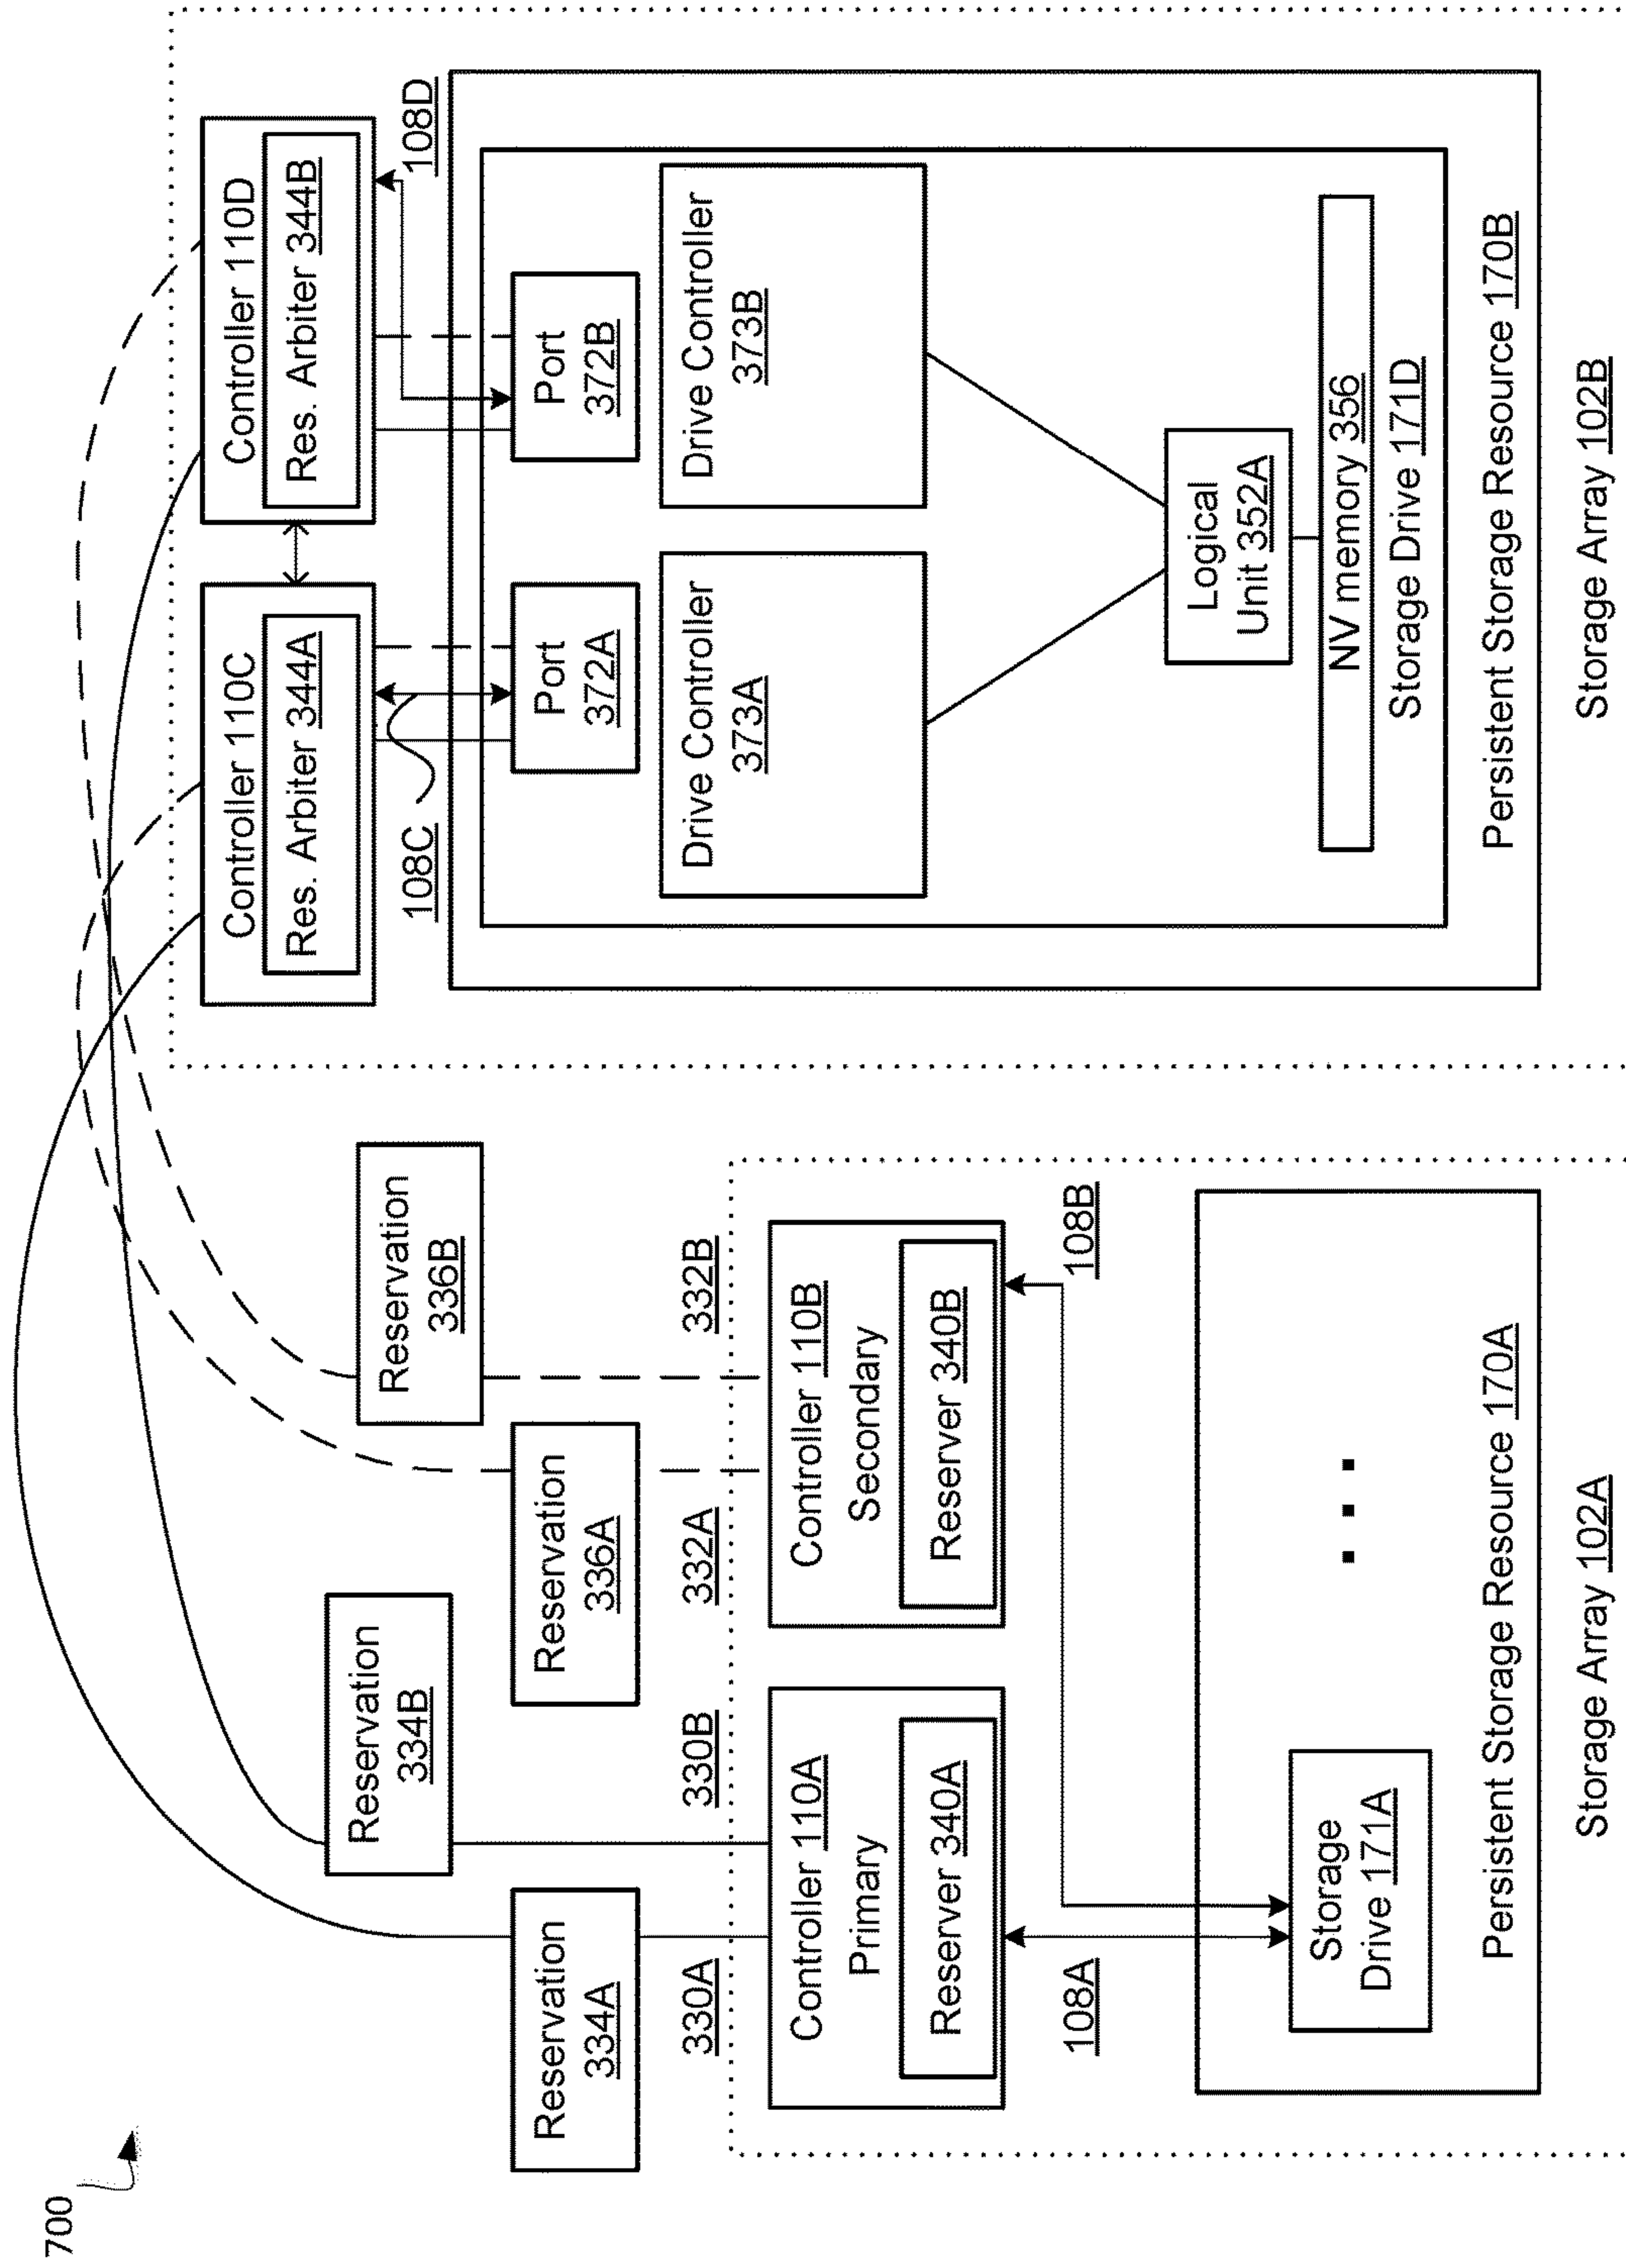 700
Reservation
334A
Reservation
334B
Reservation
336A
Reservation
336B
330A
330B
332A
332B
Controller 110A
Primary
Reserver 340A
Controller 110B
Secondary
Reserver 340B
108A
108B
Storage
Drive 171A
...
Persistent Storage Resource 170A
Storage Array 102A
Controller 110C
Res. Arbiter 344A
Controller 110D
Res. Arbiter 344B
108C
108D
Port
372A
Port
372B
Drive Controller
373A
Drive Controller
373B
Logical
Unit 352A
NV memory 356
Storage Drive 171D
Persistent Storage Resource 170B
Storage Array 102B